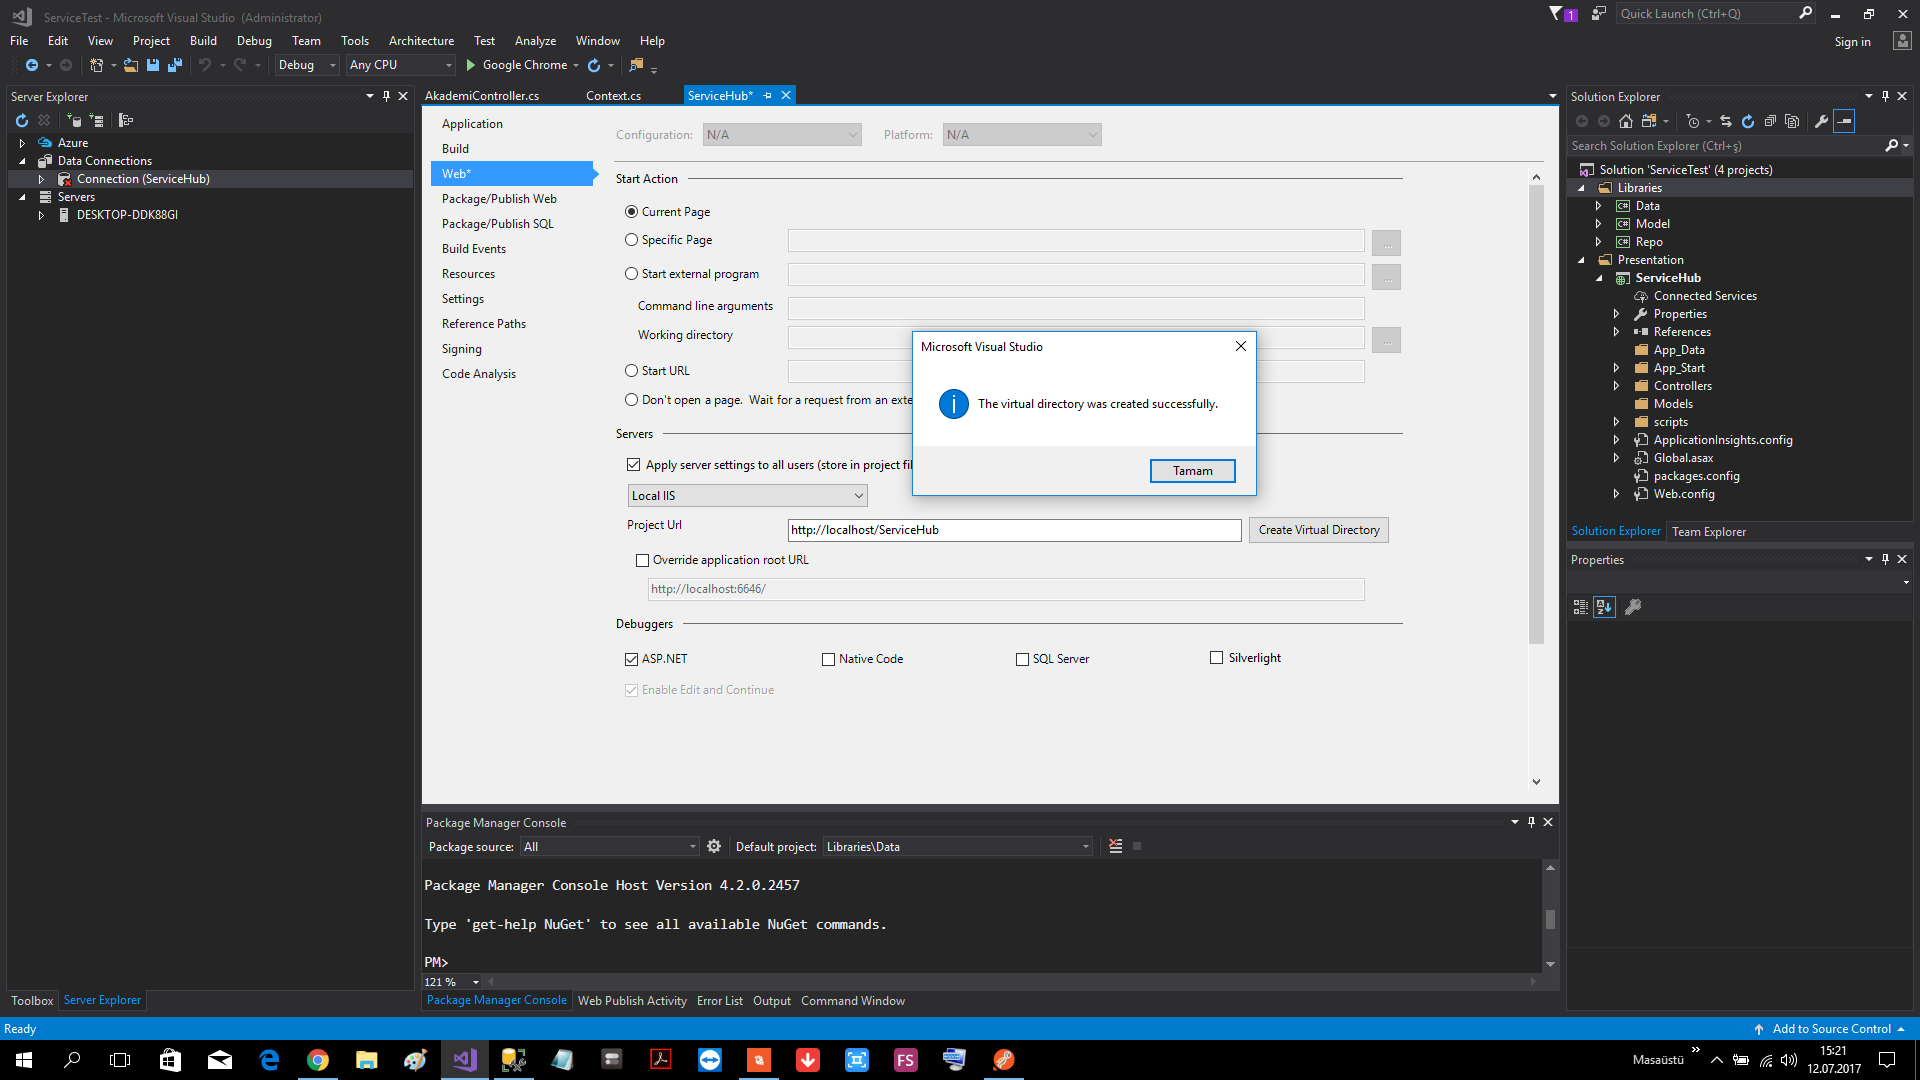 ServiceTest - Microsoft Visual Studio (Administrator)
1
Quick Launch (Ctrl+Q)
File Edit View Project Build Debug Team Tools Architecture Test Analyze Window Help
Sign in
Debug Any CPU Google Chrome
Server Explorer
Azure
Data Connections
Connection (ServiceHub)
Servers
DESKTOP-DDK88GI
AkademiController.cs Context.cs ServiceHub*
Application
Build
Web*
Package/Publish Web
Package/Publish SQL
Build Events
Resources
Settings
Reference Paths
Signing
Code Analysis
Configuration: N/A Platform: N/A
Start Action
Current Page
Specific Page
...
Start external program
...
Command line arguments
Working directory
...
Start URL
Don't open a page. Wait for a request from an exte
Servers
Apply server settings to all users (store in project fil
Local IIS
Project Url
http://localhost/ServiceHub
Create Virtual Directory
Override application root URL
http://localhost:6646/
Debuggers
ASP.NET Native Code SQL Server Silverlight
Enable Edit and Continue
Microsoft Visual Studio
The virtual directory was created successfully.
Tamam
Package Manager Console
Package source: All Default project: Libraries\Data
Package Manager Console Host Version 4.2.0.2457
Type 'get-help NuGet' to see all available NuGet commands.
PM>
121 %
Toolbox Server Explorer
Package Manager Console Web Publish Activity Error List Output Command Window
Solution Explorer
Search Solution Explorer (Ctrl+ş)
Solution 'ServiceTest' (4 projects)
Libraries
C# Data
C# Model
C# Repo
Presentation
ServiceHub
Connected Services
Properties
References
App_Data
App_Start
Controllers
Models
scripts
ApplicationInsights.config
Global.asax
packages.config
Web.config
Solution Explorer Team Explorer
Properties
Ready
Add to Source Control
FS
Masaüstü
15:21
12.07.2017